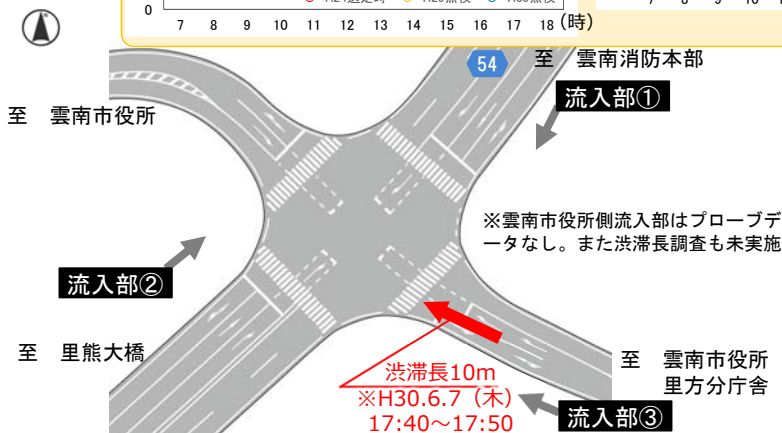 0
7 8 9 10 11 12 13 14 15 16 17 18 (時)
54
至 雲南消防本部
流入部①
至 雲南市役所
※雲南市役所側流入部はプローブデ
ータなし。また渋滞長調査も未実施
流入部②
至 里熊大橋
渋滞長10m
※H30.6.7（木）
17:40～17:50
至 雲南市役所
里方分庁舎
流入部③